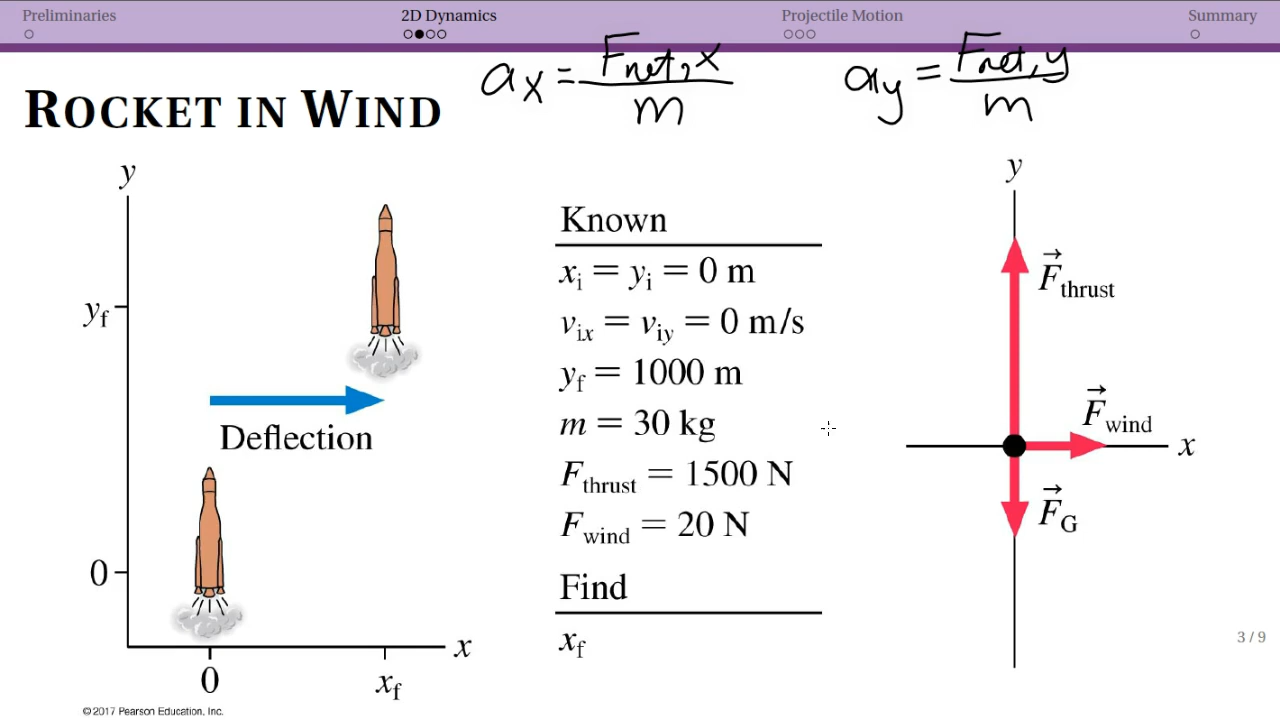 Preliminaries 2D Dynamics Projectile Motion Summary
ROCKET IN WIND
ax = Fnet,x / m
ay = Fnet,y / m
y
yf
0
Deflection
0 xf x
© 2017 Pearson Education, Inc.
Known
xi = yi = 0 m
vix = viy = 0 m/s
yf = 1000 m
m = 30 kg
Fthrust = 1500 N
Fwind = 20 N
Find
xf
y
F⃗thrust
F⃗wind
x
F⃗G
3 / 9